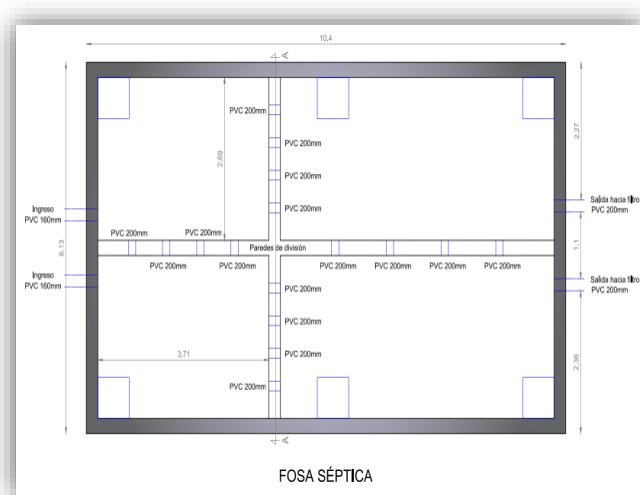 10,4
A
PVC 200mm
PVC 200mm
PVC 200mm
PVC 200mm
2,69
2,27
Ingreso
PVC 160mm
Salida hacia filtro
PVC 200mm
PVC 200mm
PVC 200mm
Paredes de división
6,13
1,1
PVC 200mm
PVC 200mm
PVC 200mm
PVC 200mm
PVC 200mm
PVC 200mm
Ingreso
PVC 160mm
Salida hacia filtro
PVC 200mm
PVC 200mm
PVC 200mm
PVC 200mm
3,71
2,36
PVC 200mm
A
FOSA SÉPTICA